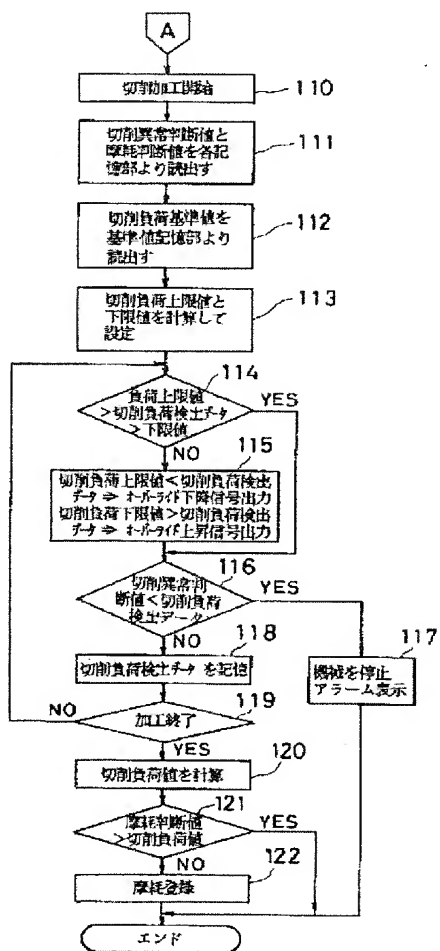 A
切削加工開始
110
切削異常判断値と
摩耗判断値を各記
憶部より読出す
111
切削負荷基準値を
基準値記憶部より
読出す
112
切削負荷上限値と
下限値を計算して
設定
113
114
負荷上限値
>切削負荷検出データ
>下限値
YES
NO
115
切削負荷上限値<切削負荷検出
データ⇒オーバーライド下降信号出力
切削負荷下限値>切削負荷検出
データ⇒オーバーライド上昇信号出力
116
切削異常判
断値<切削負荷
検出データ
YES
NO
117
機械を停止
アラーム表示
118
切削負荷検出データを記憶
119
加工終了
NO
YES
120
切削負荷値を計算
121
摩耗判断値
>切削負荷値
YES
NO
122
摩耗登録
エンド